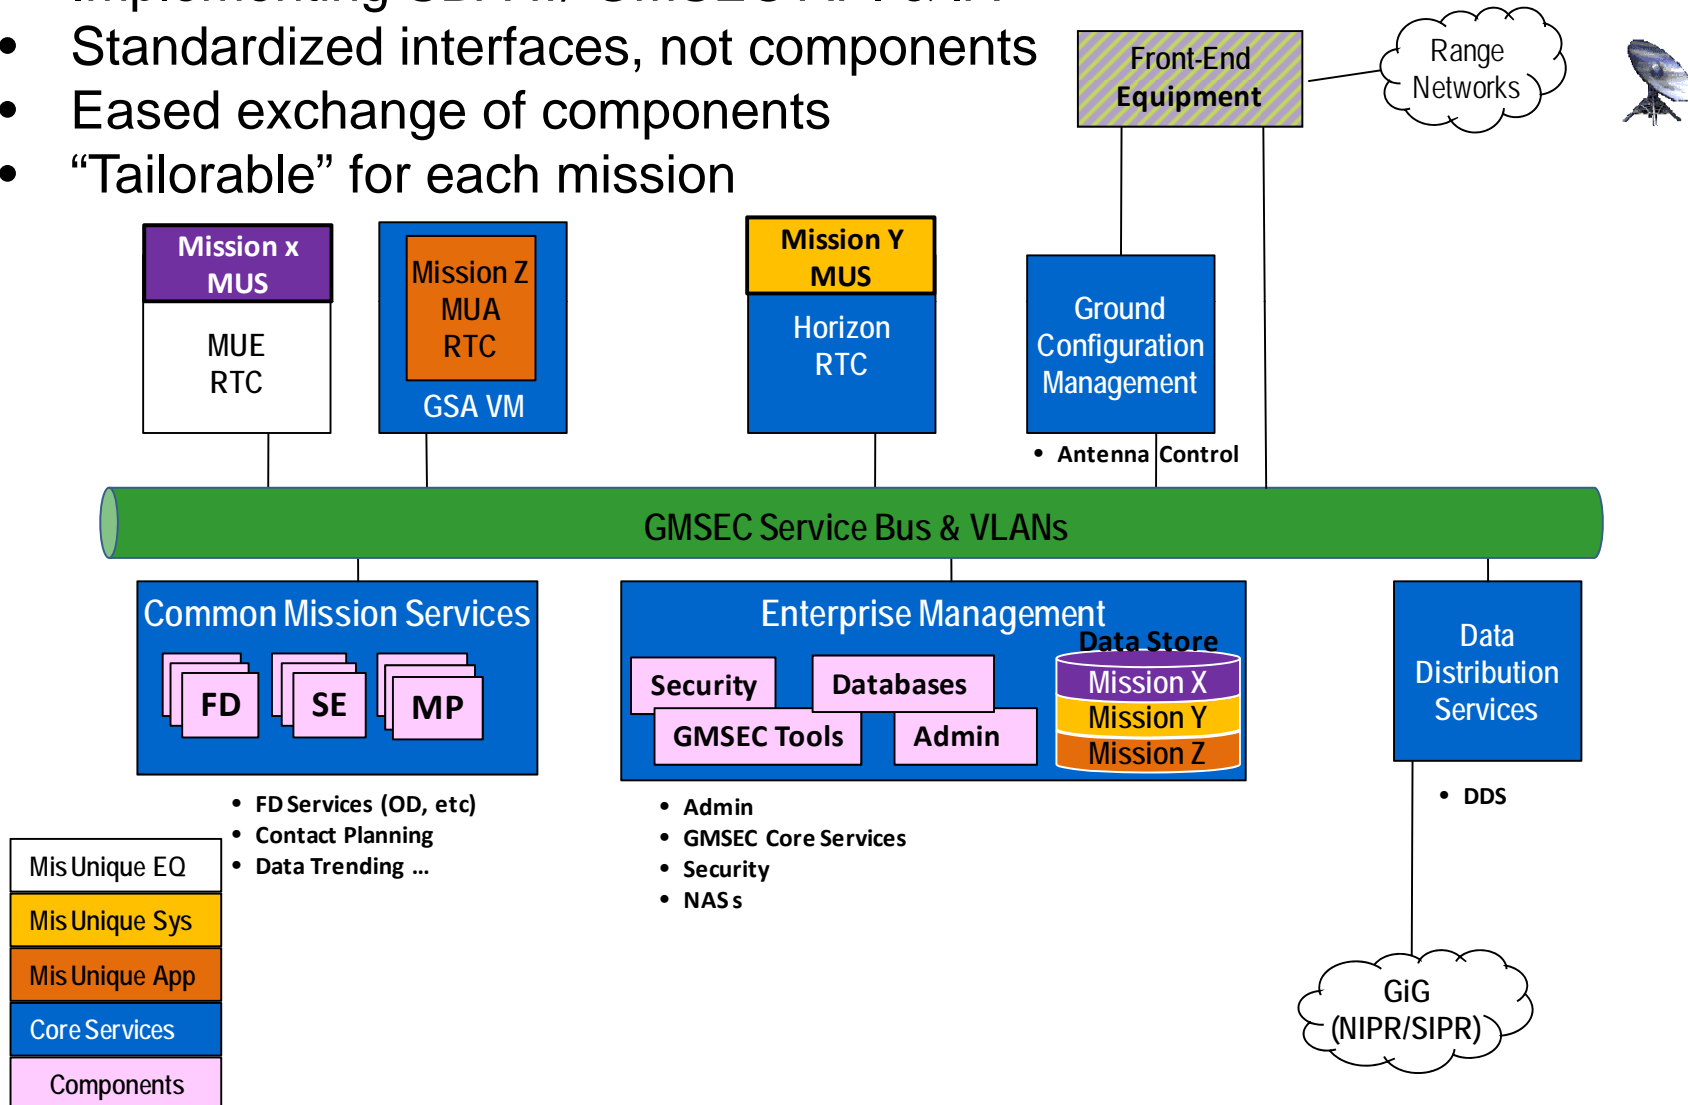 • Standardized interfaces, not components
• Eased exchange of components
• “Tailorable” for each mission
Front-End
Equipment
Range
Networks
Mission x
MUS
MUE
RTC
Mission Z
MUA
RTC
GSA VM
Mission Y
MUS
Horizon
RTC
Ground
Configuration
Management
• Antenna Control
GMSEC Service Bus & VLANs
Common Mission Services
FD
SE
MP
• FD Services (OD, etc)
• Contact Planning
• Data Trending ...
Enterprise Management
Security
Databases
GMSEC Tools
Admin
Data Store
Mission X
Mission Y
Mission Z
• Admin
• GMSEC Core Services
• Security
• NAS s
Data
Distribution
Services
• DDS
GiG
(NIPR/SIPR)
Mis Unique EQ
Mis Unique Sys
Mis Unique App
Core Services
Components